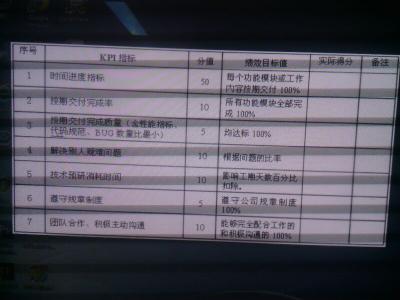 序号 KPI 指标 分值 绩效目标值 实际得分 备注
1 时间进度指标 50 每个功能模块或工作
内容按期交付 100%
2 按期交付完成率 10 所有功能模块全部完
成 100%
3 按期交付完成质量（含性能指标、
代码规范、BUG 数量比最小） 5 均达标 100%
4 解决别人疑难问题 10 根据问题的比率
5 技术预研消耗时间 10 影响工期天数百分比
扣除。
6 遵守规章制度 5 遵守公司规章制度
100%
7 团队合作、积极主动沟通 10 能够完全配合工作的
和积极沟通的 100%